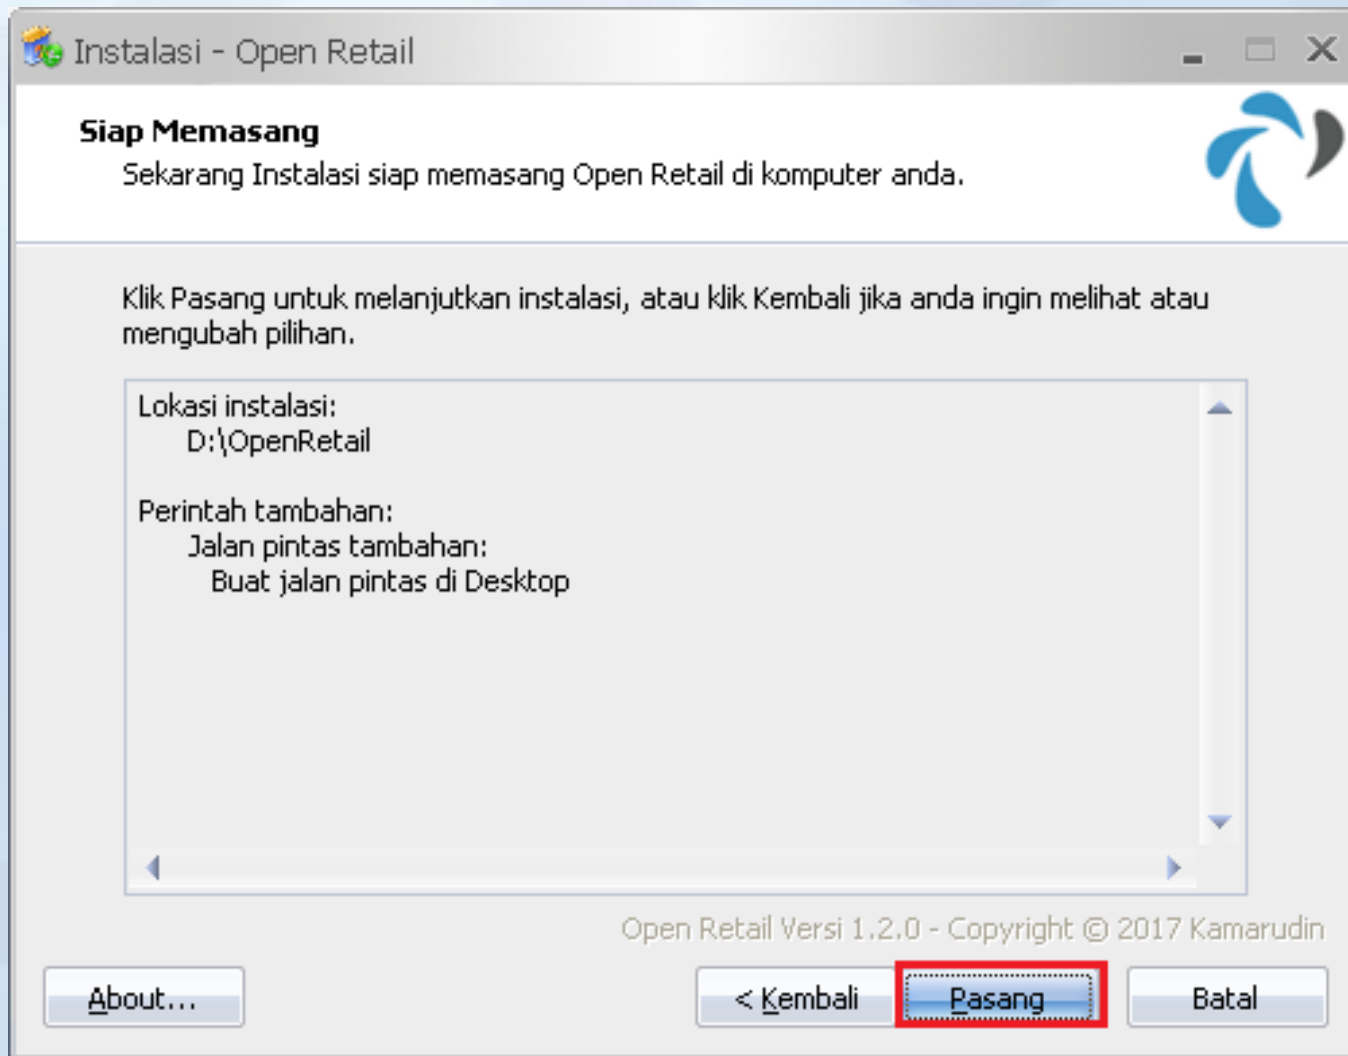 Instalasi - Open Retail
Siap Memasang
Sekarang Instalasi siap memasang Open Retail di komputer anda.
Klik Pasang untuk melanjutkan instalasi, atau klik Kembali jika anda ingin melihat atau
mengubah pilihan.
Lokasi instalasi:
D:\OpenRetail
Perintah tambahan:
Jalan pintas tambahan:
Buat jalan pintas di Desktop
Open Retail Versi 1.2.0 - Copyright © 2017 Kamarudin
About...
< Kembali
Pasang
Batal